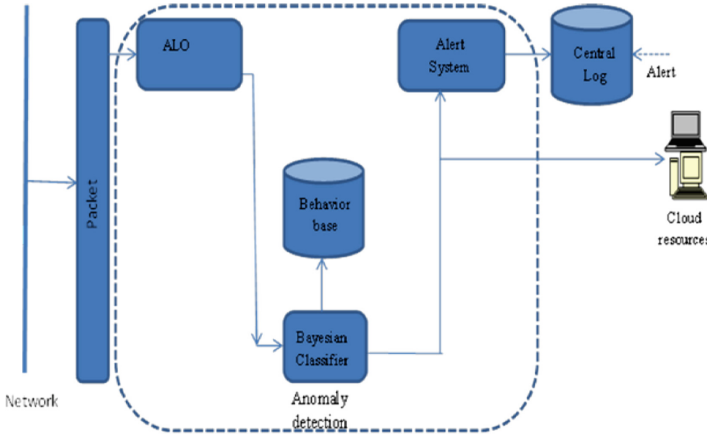 ALO
Alert
System
Central
Log
Alert
Packet
Behavior
base
Cloud
resources
Bayesian
Classifier
Anomaly
detection
Network